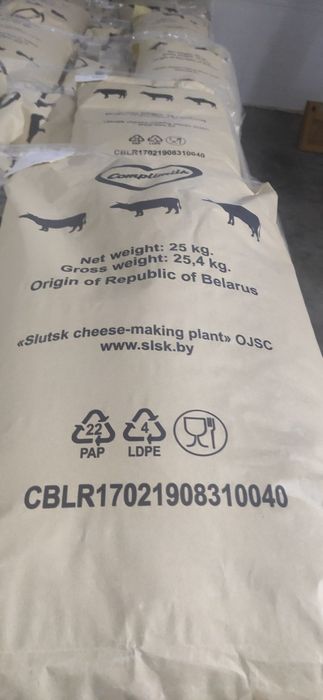 CBLR17021908310040
Complimilk
Net weight: 25 kg.
Gross weight: 25,4 kg.
Origin of Republic of Belarus
«Slutsk cheese-making plant» OJSC
www.slsk.by
22
PAP
4
LDPE
CBLR17021908310040